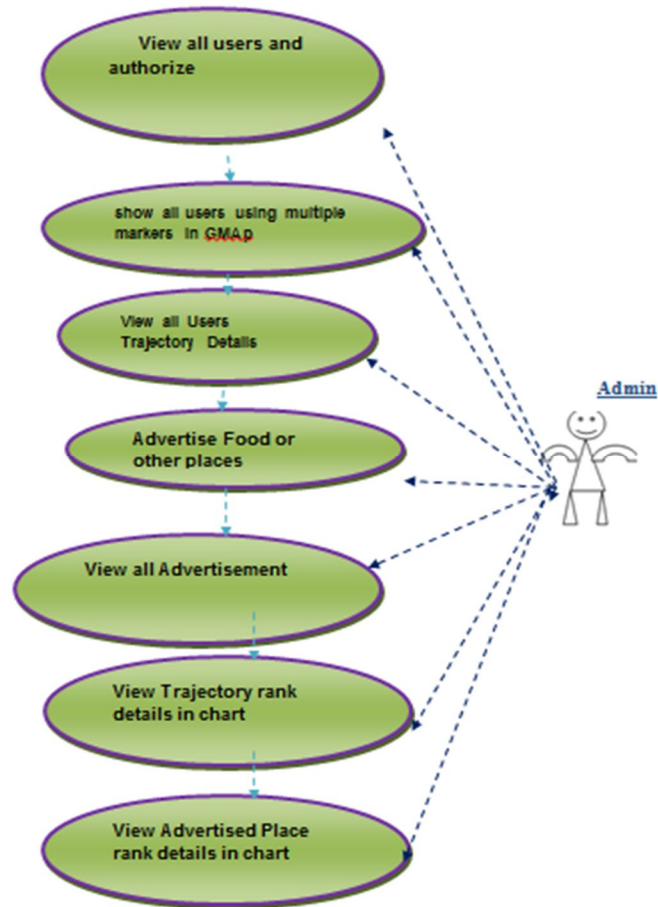 View all users and
authorize
show all users using multiple
markers in GMAp
View all Users
Trajectory Details
Admin
Advertise Food or
other places
View all Advertisement
View Trajectory rank
details in chart
View Advertised Place
rank details in chart